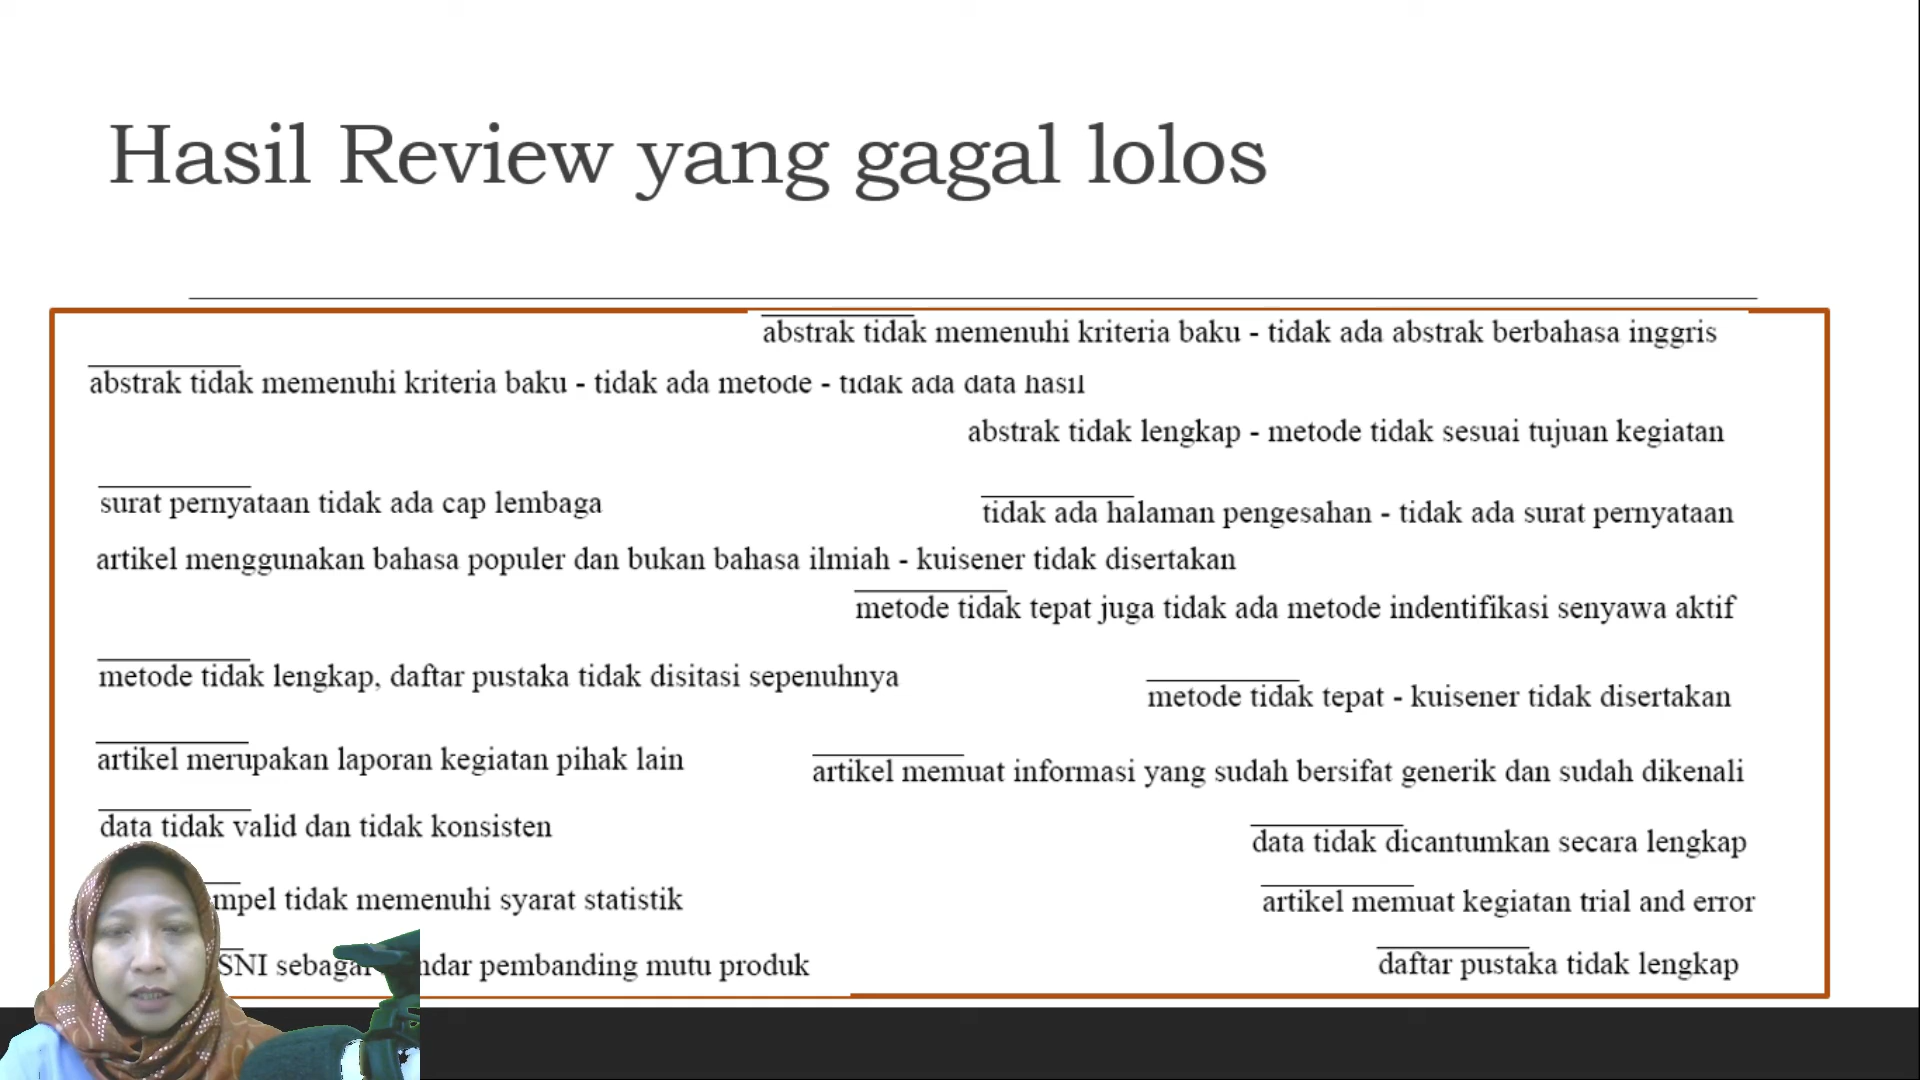 Hasil Review yang gagal lolos
abstrak tidak memenuhi kriteria baku - tidak ada abstrak berbahasa inggris
abstrak tidak memenuhi kriteria baku - tidak ada metode - tidak ada data hasil
abstrak tidak lengkap - metode tidak sesuai tujuan kegiatan
surat pernyataan tidak ada cap lembaga
tidak ada halaman pengesahan - tidak ada surat pernyataan
artikel menggunakan bahasa populer dan bukan bahasa ilmiah - kuisener tidak disertakan
metode tidak tepat juga tidak ada metode indentifikasi senyawa aktif
metode tidak lengkap, daftar pustaka tidak disitasi sepenuhnya
metode tidak tepat - kuisener tidak disertakan
artikel merupakan laporan kegiatan pihak lain
artikel memuat informasi yang sudah bersifat generik dan sudah dikenali
data tidak valid dan tidak konsisten
data tidak dicantumkan secara lengkap
tidak memenuhi syarat statistik
artikel memuat kegiatan trial and error
SNI sebagai pembanding mutu produk
daftar pustaka tidak lengkap